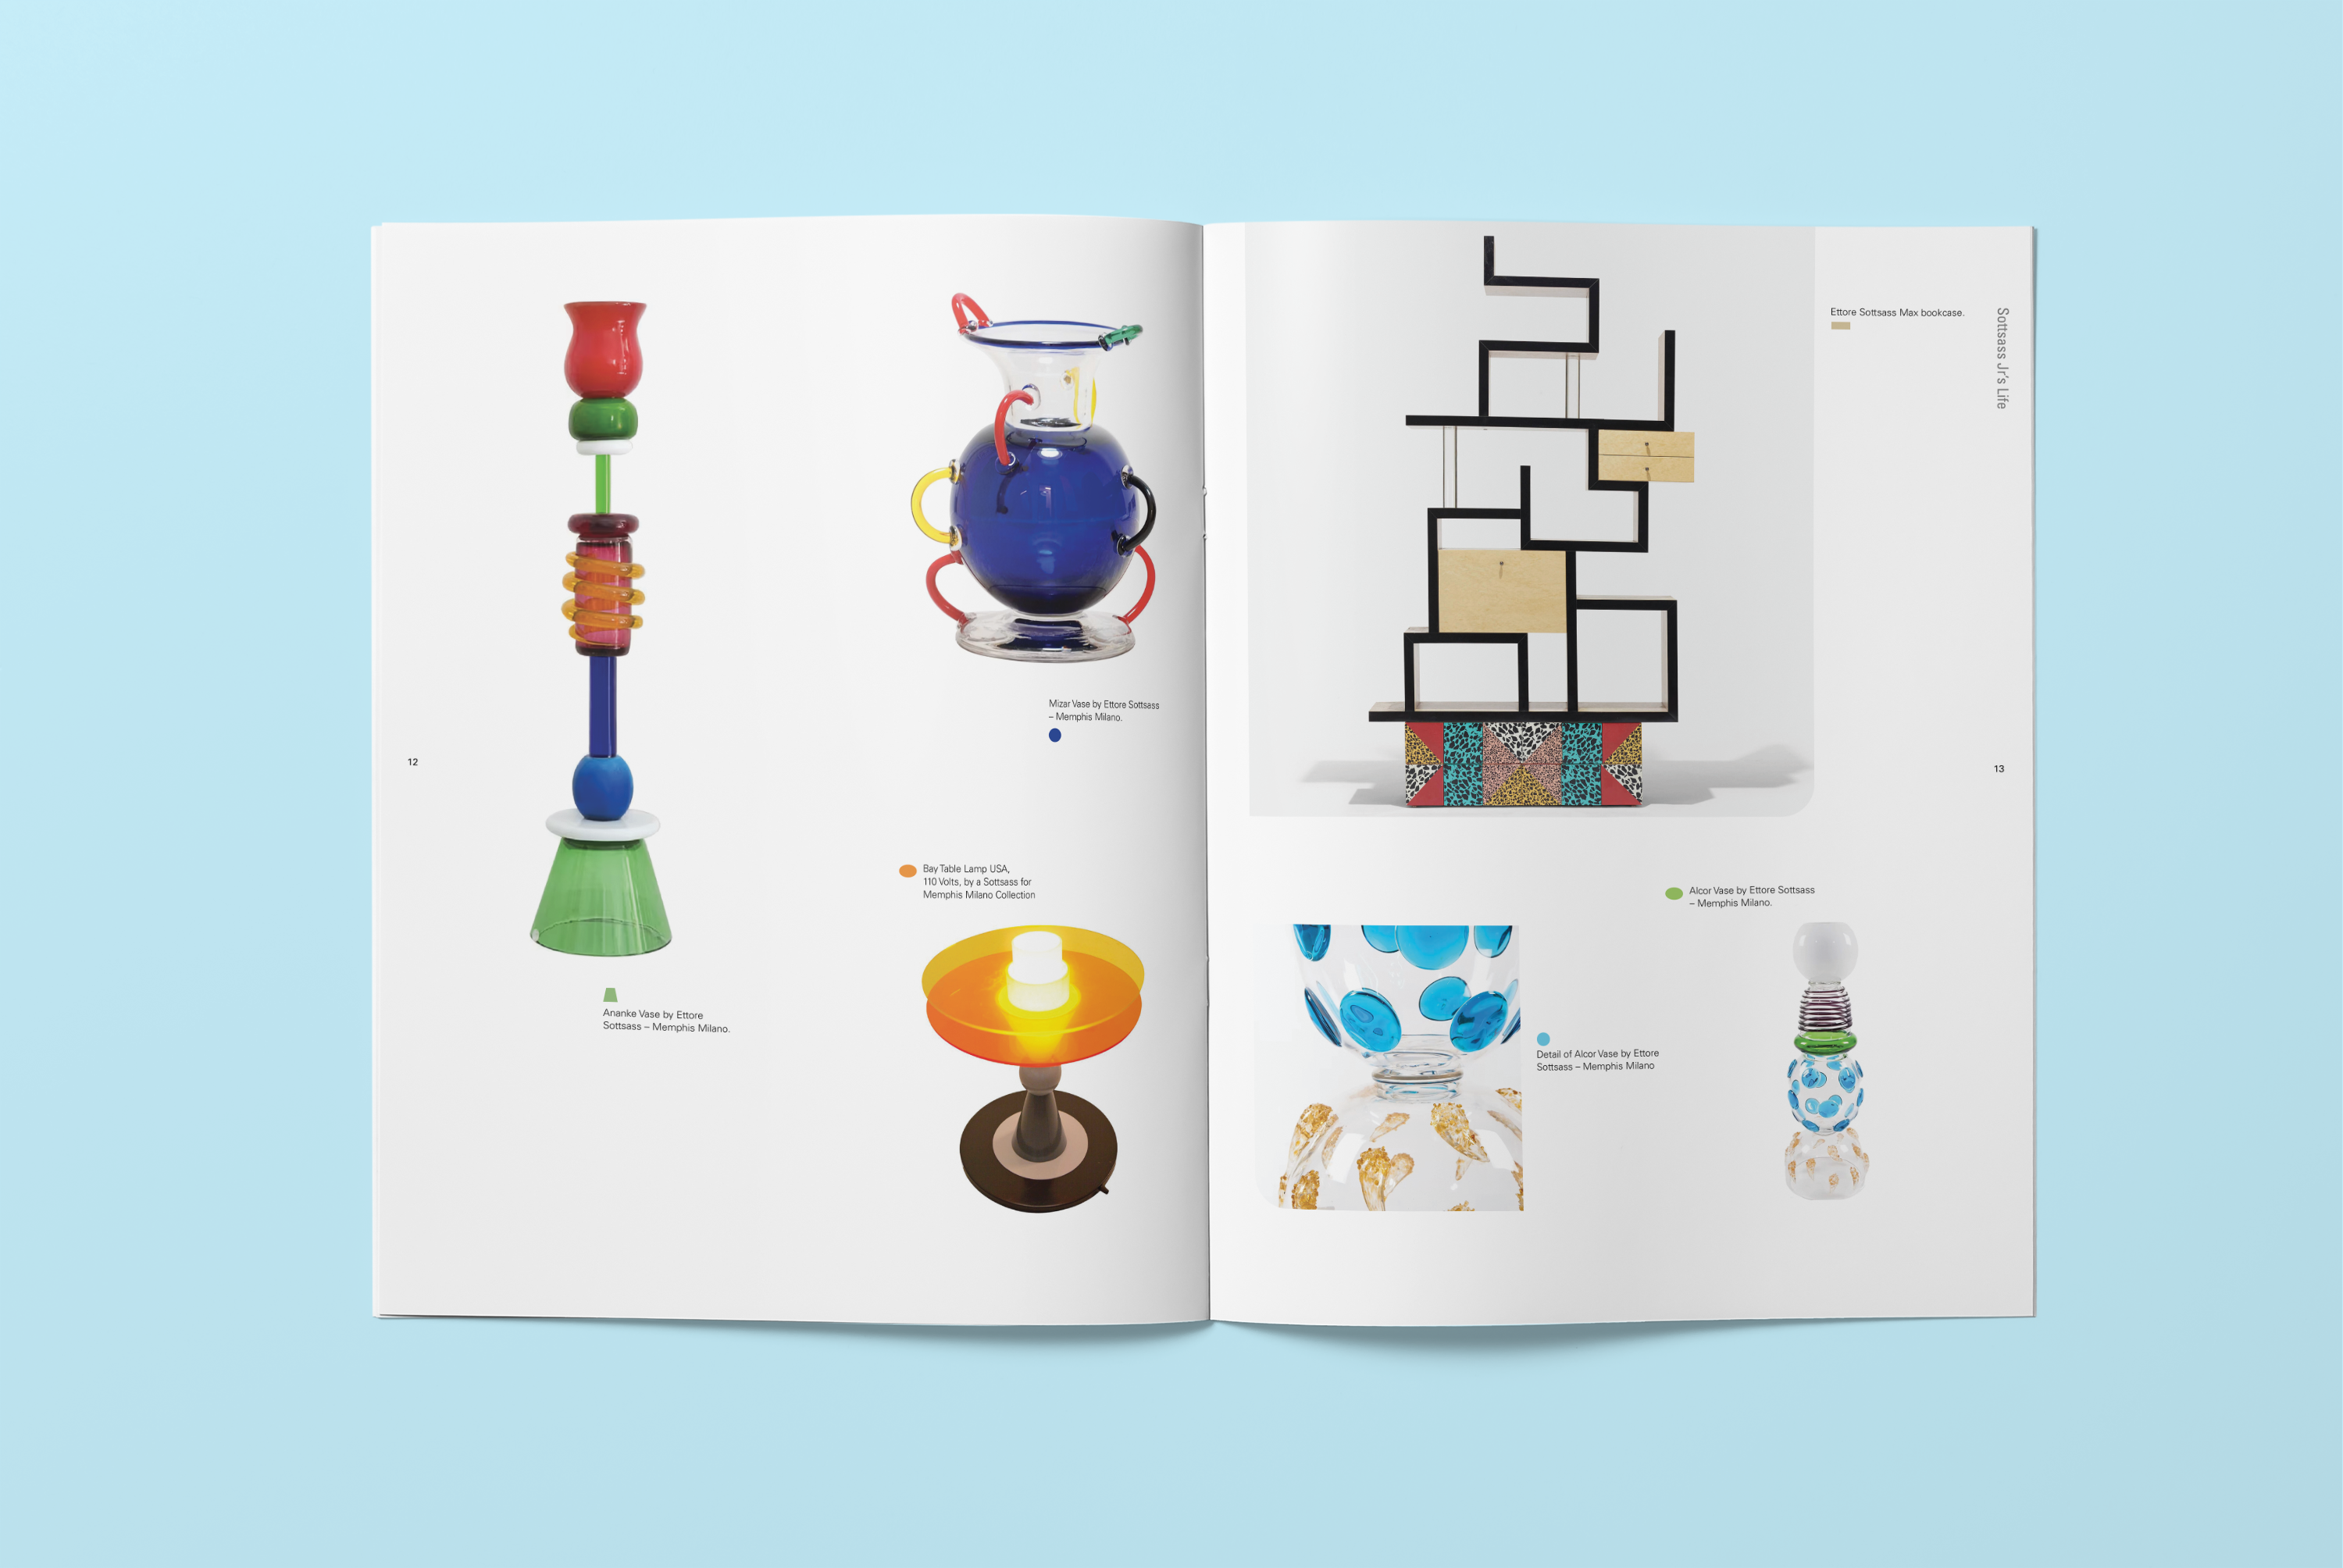 12
Mizar Vase by Ettore Sottsass
– Memphis Milano.
Bay Table Lamp USA,
110 Volts, by a Sottsass for
Memphis Milano Collection
Ananke Vase by Ettore
Sottsass – Memphis Milano.
Ettore Sottsass Max bookcase.
Sottsass Jr's Life
13
Alcor Vase by Ettore Sottsass
– Memphis Milano.
Detail of Alcor Vase by Ettore
Sottsass – Memphis Milano